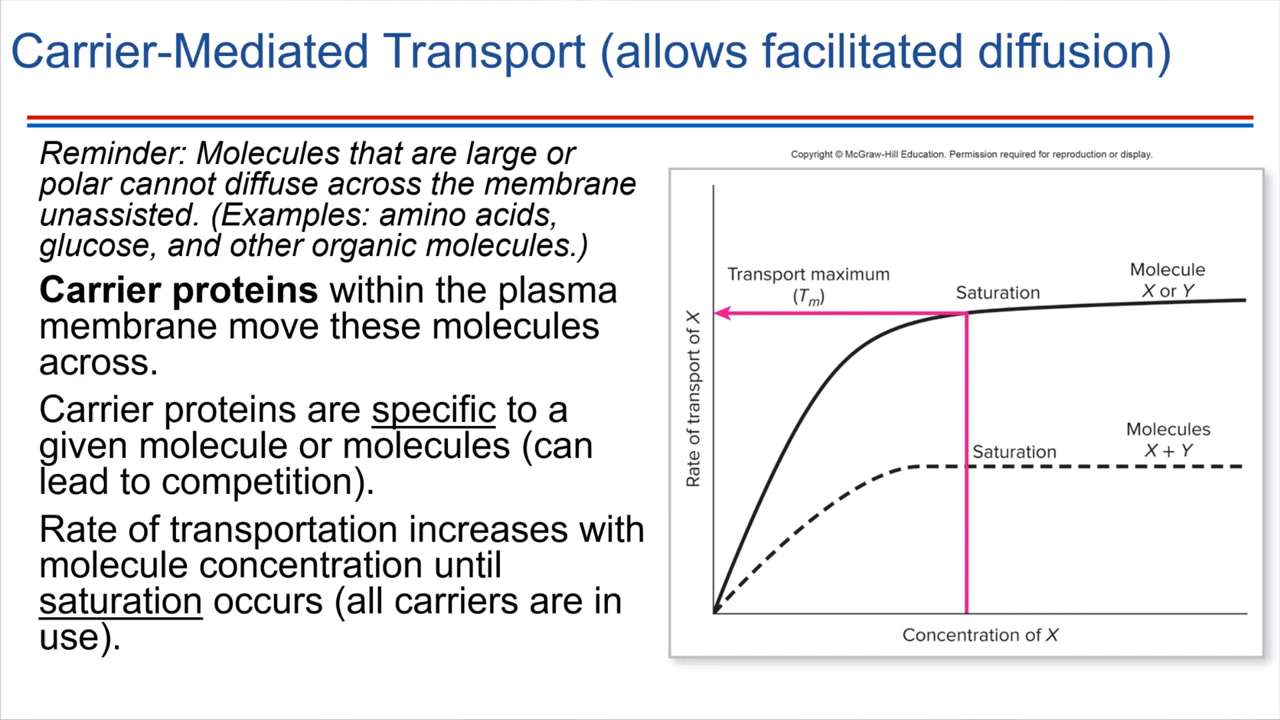 Carrier-Mediated Transport (allows facilitated diffusion)
Reminder: Molecules that are large or
polar cannot diffuse across the membrane
unassisted. (Examples: amino acids,
glucose, and other organic molecules.)
Carrier proteins within the plasma
membrane move these molecules
across.
Carrier proteins are specific to a
given molecule or molecules (can
lead to competition).
Rate of transportation increases with
molecule concentration until
saturation occurs (all carriers are in
use).
Copyright © McGraw-Hill Education. Permission required for reproduction or display.
Transport maximum
(Tm)
Saturation
Molecule
X or Y
Rate of transport of X
Saturation
Molecules
X + Y
Concentration of X